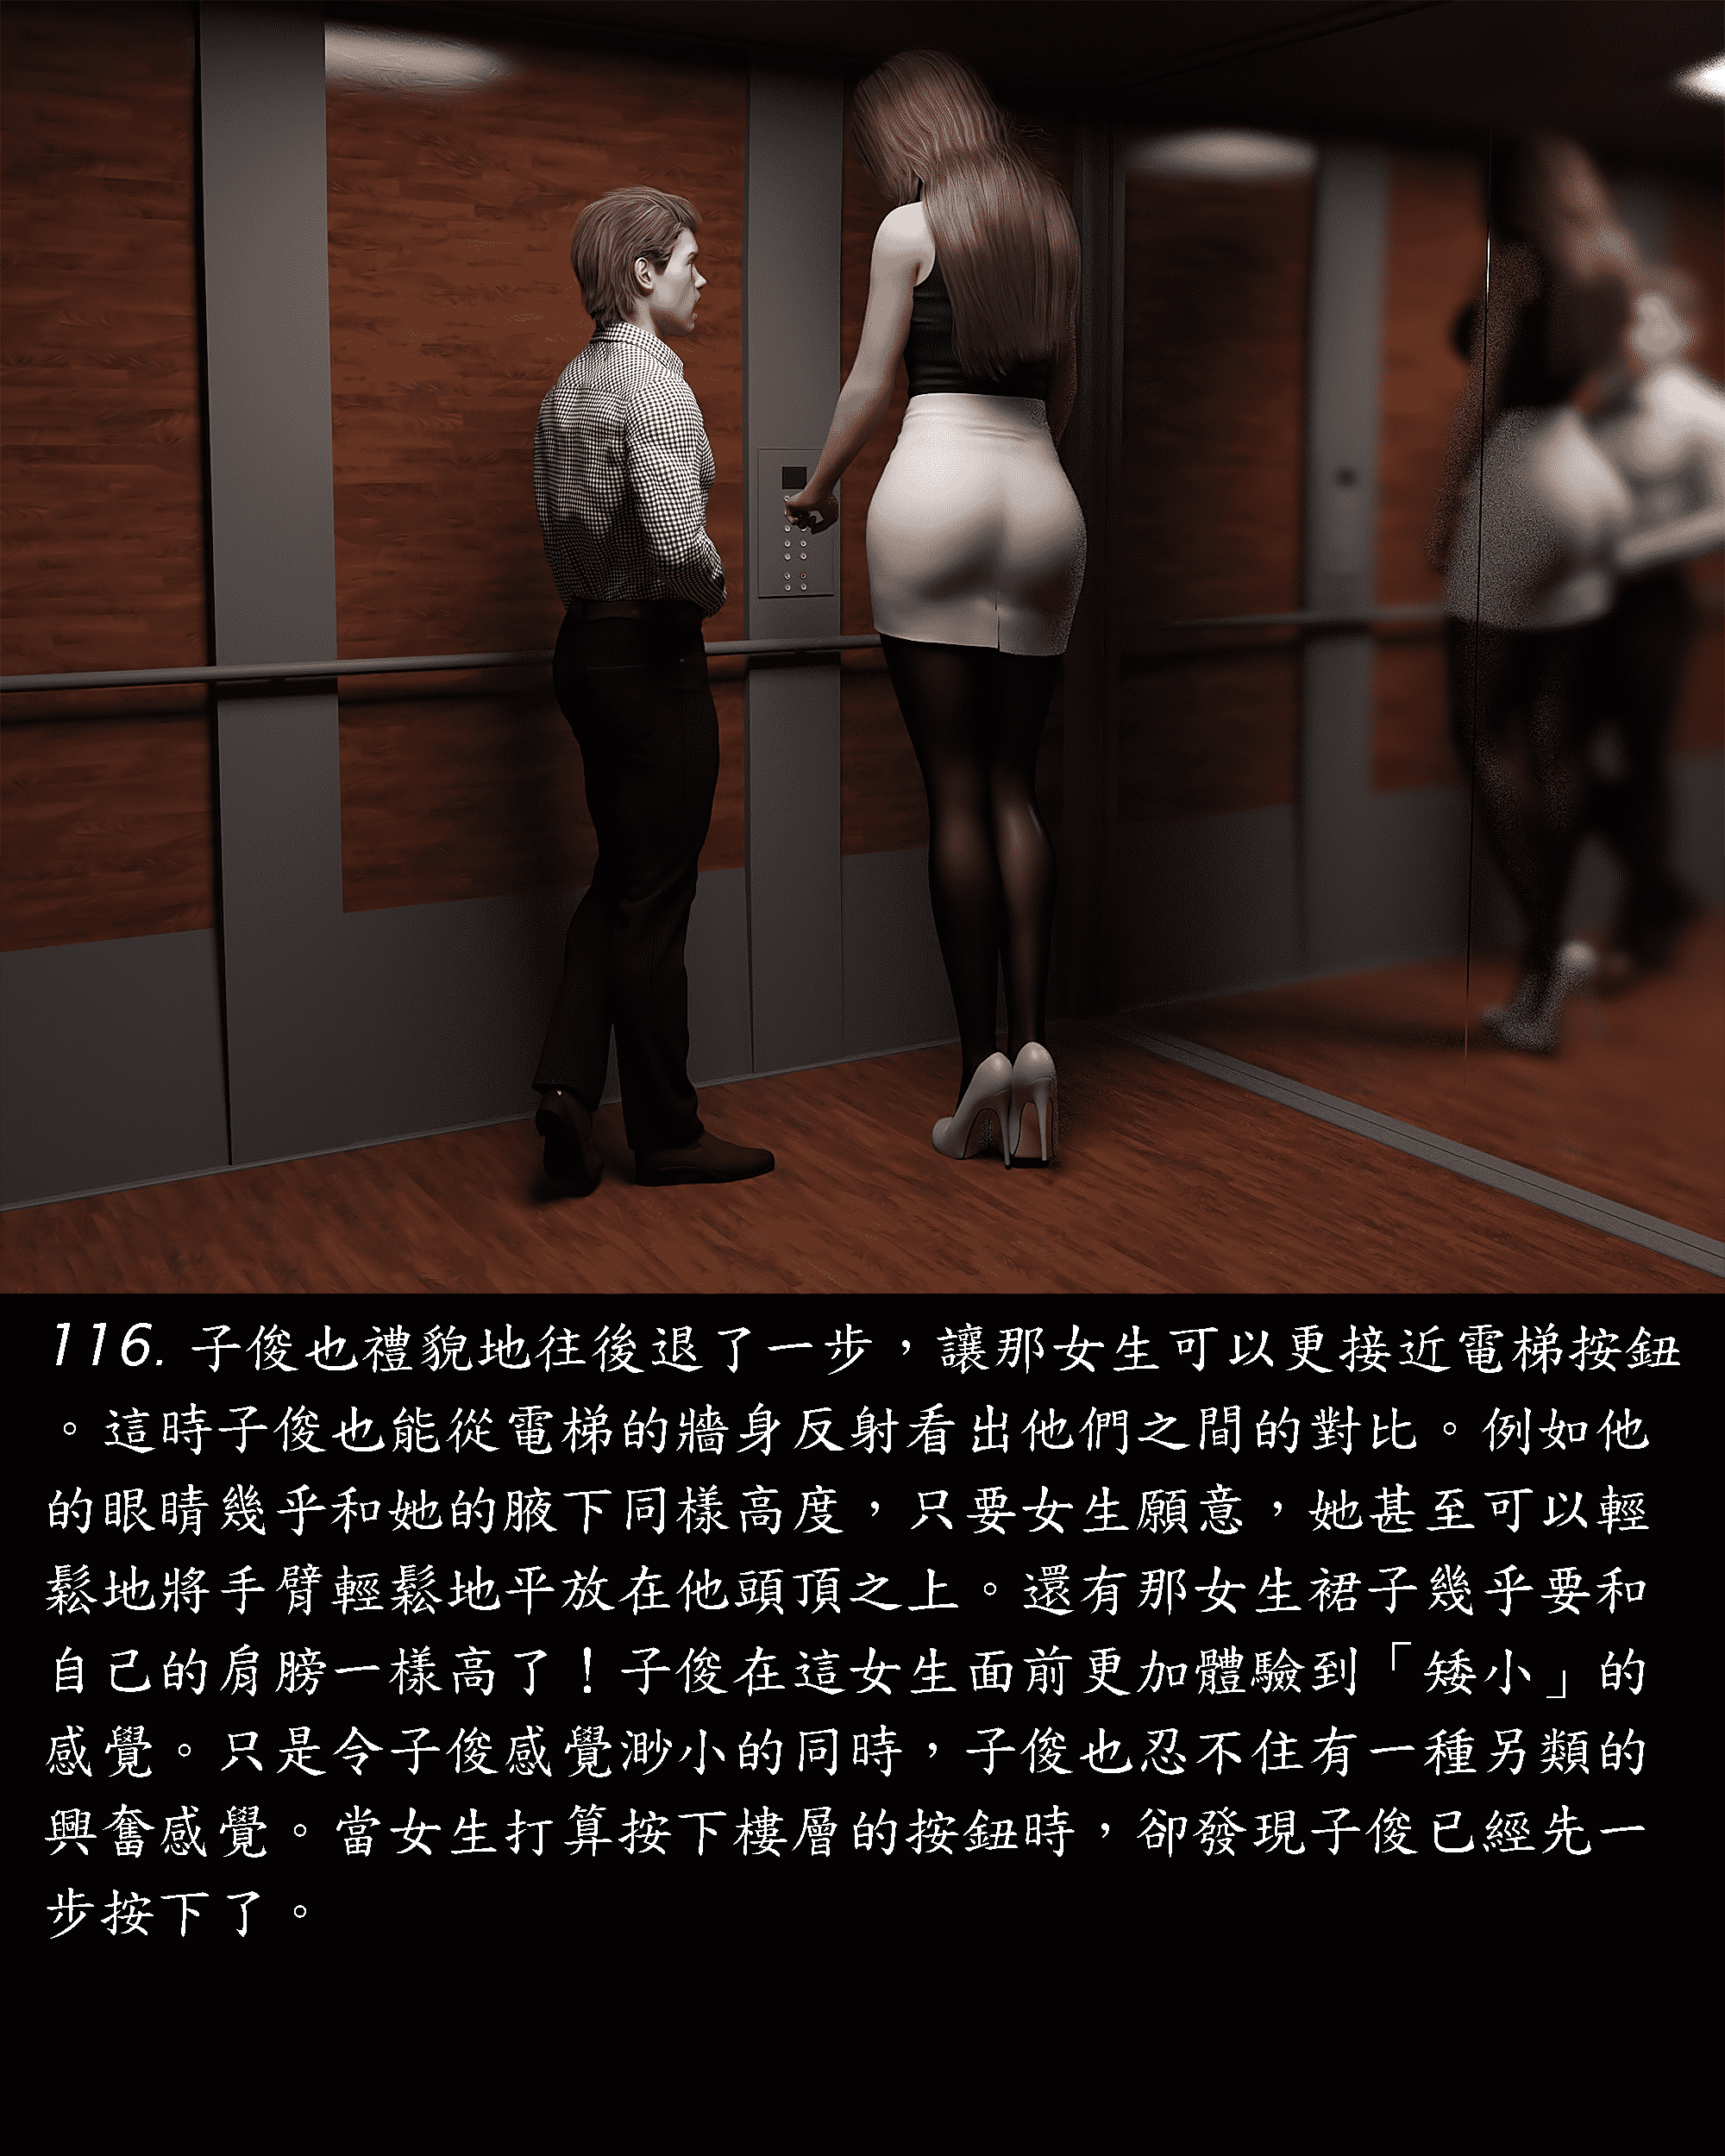 116. 子俊也禮貌地往後退了一步，讓那女生可以更接近電梯按鈕
。這時子俊也能從電梯的牆身反射看出他們之間的對比。例如他
的眼睛幾乎和她的腋下同樣高度，只要女生願意，她甚至可以輕
鬆地將手臂輕鬆地平放在他頭頂之上。還有那女生裙子幾乎要和
自己的肩膀一樣高了！子俊在這女生面前更加體驗到「矮小」的
感覺。只是令子俊感覺渺小的同時，子俊也忍不住有一種另類的
興奮感覺。當女生打算按下樓層的按鈕時，卻發現子俊已經先一
步按下了。